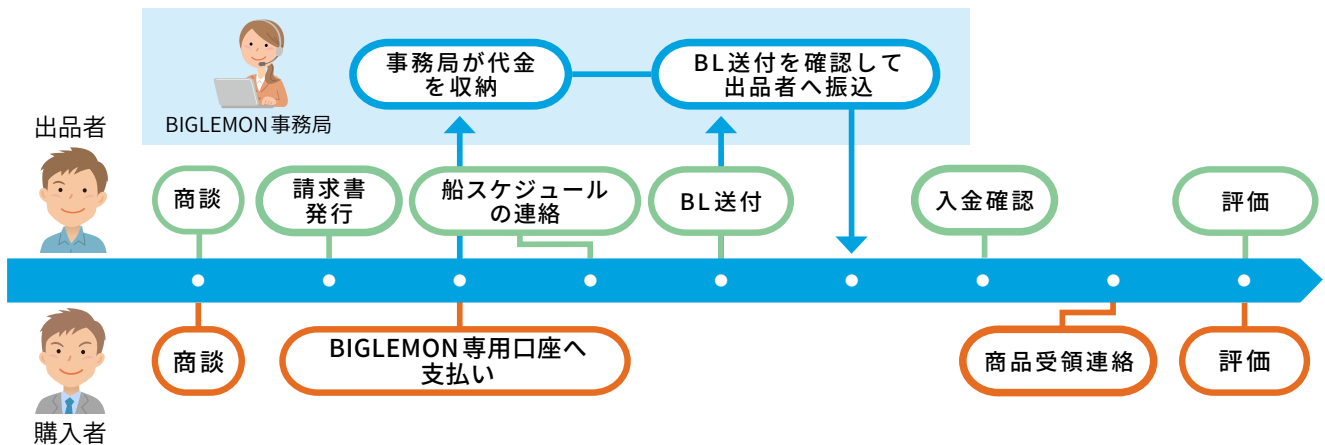 事務局が代金
を収納
BL送付を確認して
出品者へ振込
BIGLEMON事務局
出品者
商談
請求書
発行
船スケジュール
の連絡
BL送付
入金確認
評価
商談
BIGLEMON専用口座へ
支払い
商品受領連絡
評価
購入者